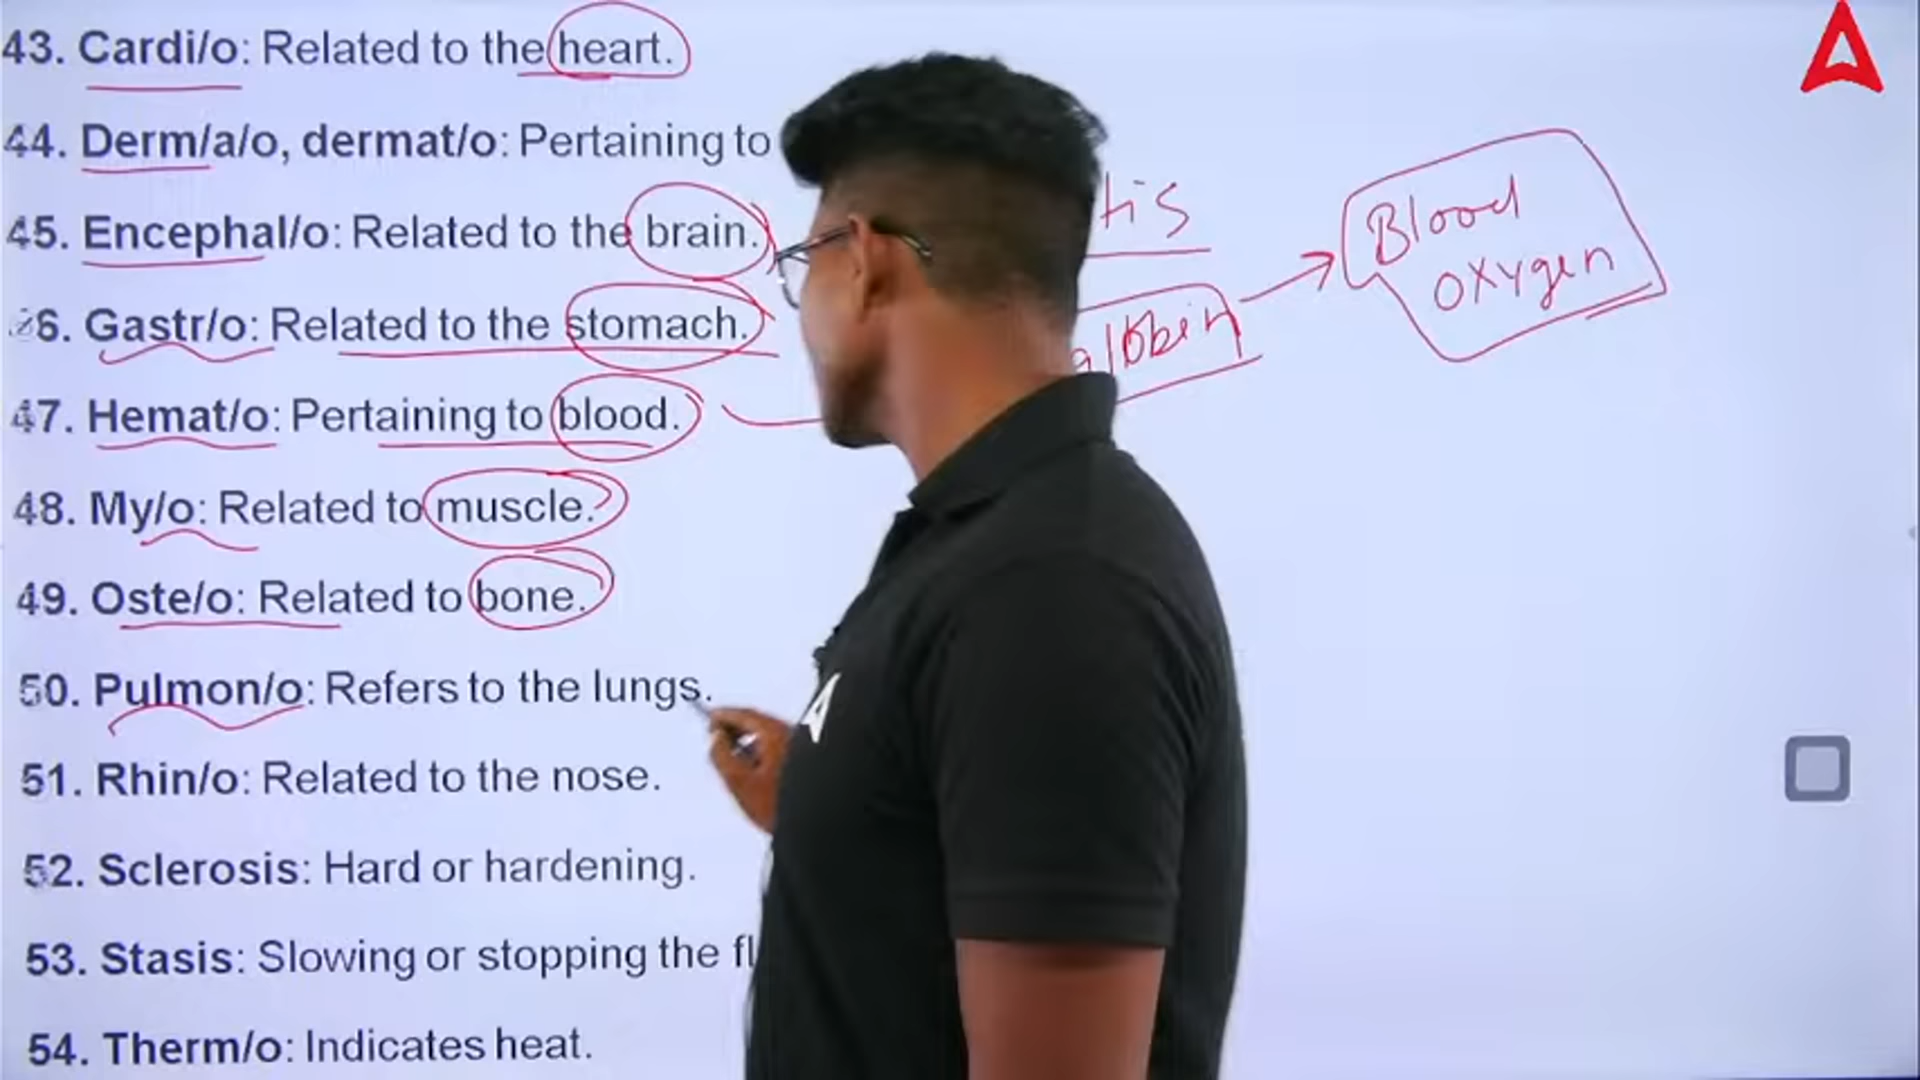 43. Cardi/o: Related to the heart.
44. Derm/a/o, dermat/o: Pertaining to
45. Encephal/o: Related to the brain.
tis
Blood
oxygen
6. Gastr/o: Related to the stomach.
47. Hemat/o: Pertaining to blood.
48. My/o: Related to muscle.
49. Oste/o: Related to bone.
50. Pulmon/o: Refers to the lungs.
51. Rhin/o: Related to the nose.
52. Sclerosis: Hard or hardening.
53. Stasis: Slowing or stopping the fl
54. Therm/o: Indicates heat.